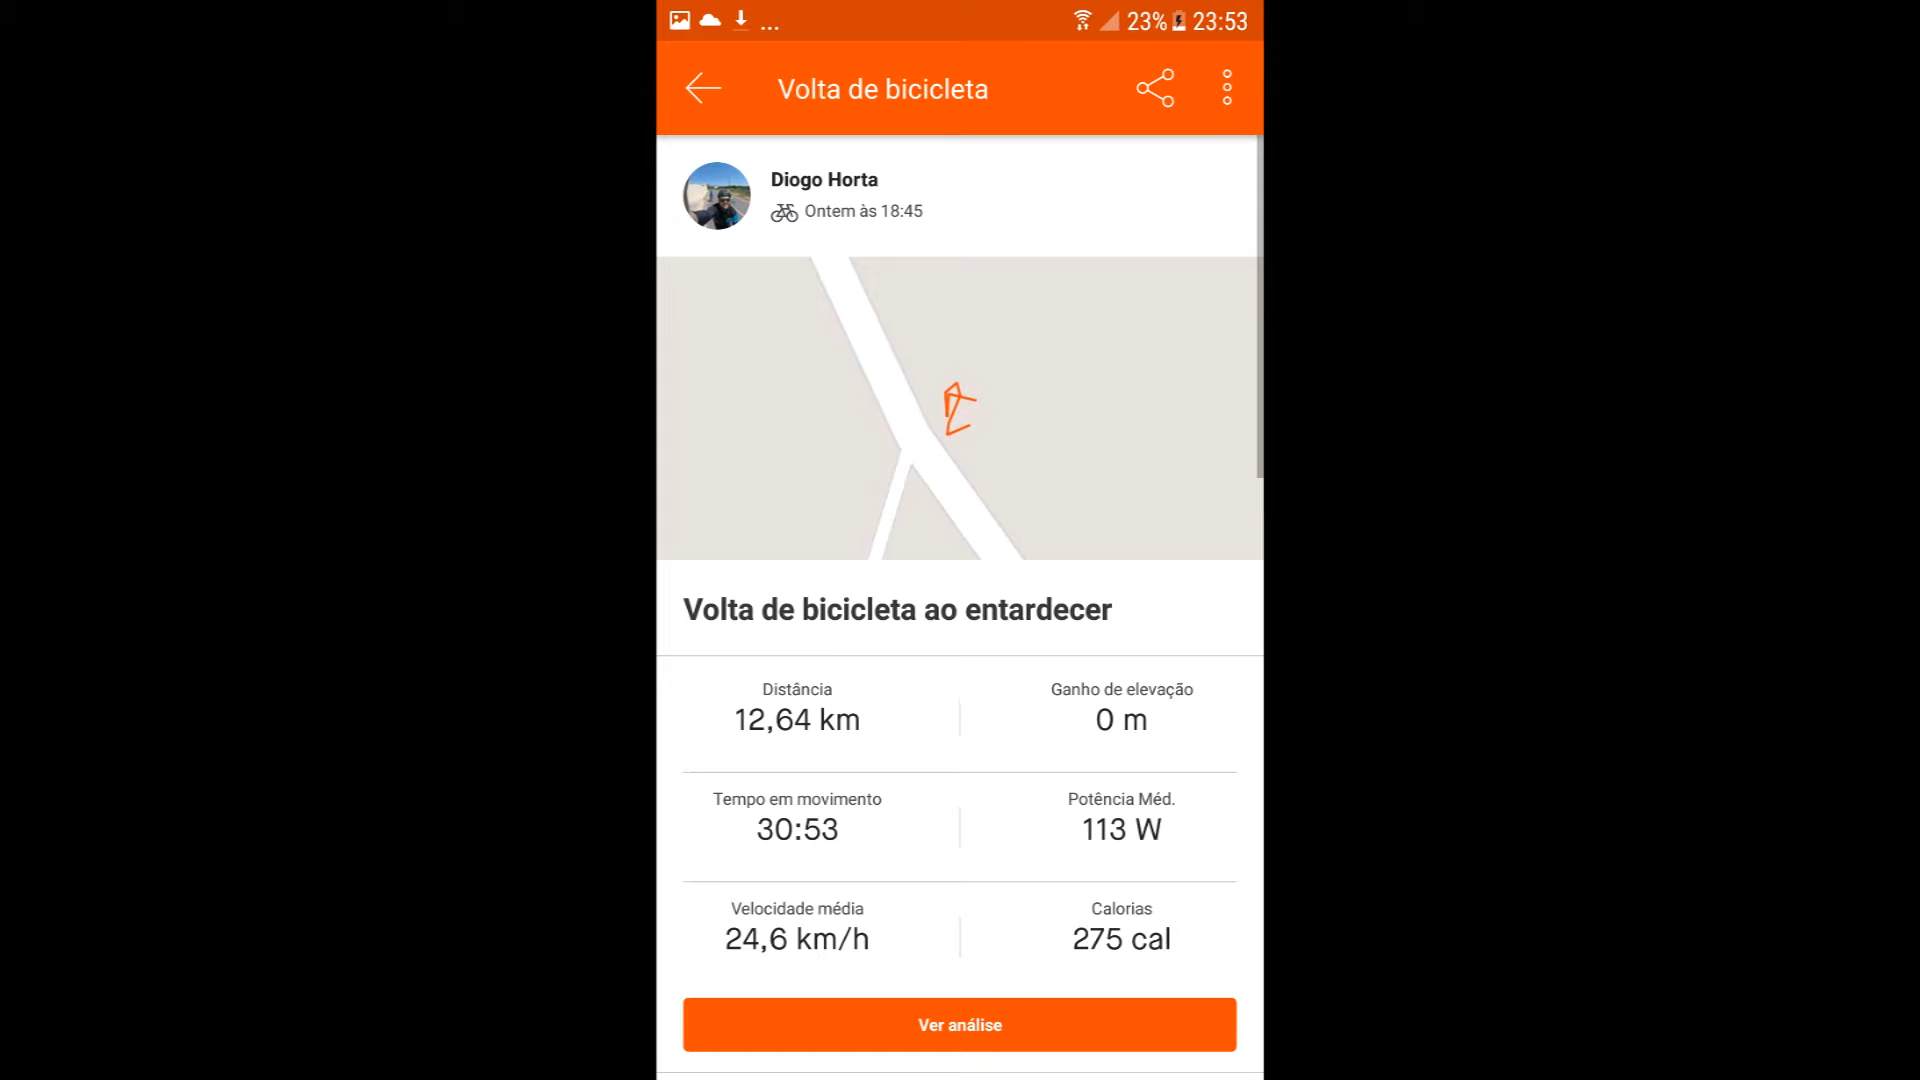 ... 23% 23:53
Volta de bicicleta
Diogo Horta
Ontem às 18:45
Volta de bicicleta ao entardecer
Distância
12,64 km
Ganho de elevação
0 m
Tempo em movimento
30:53
Potência Méd.
113 W
Velocidade média
24,6 km/h
Calorias
275 cal
Ver análise